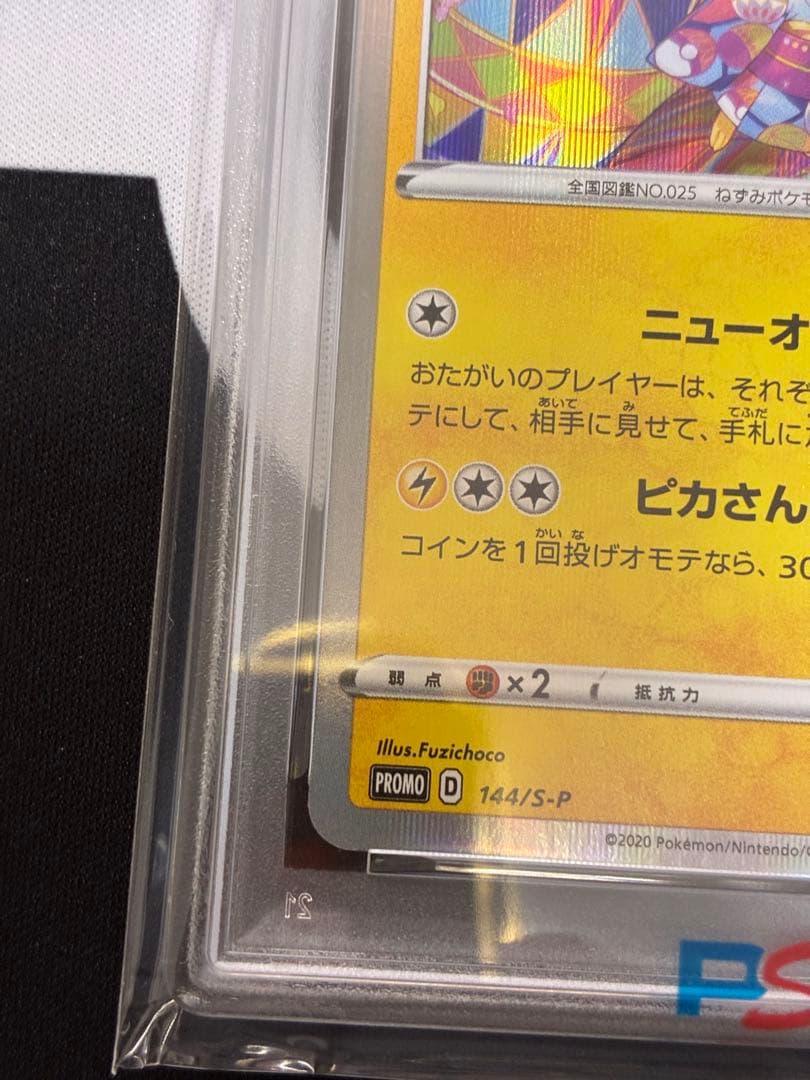 全国図鑑NO.025 ねずみポケモ
ニューオ
おたがいのプレイヤーは、それぞ
テにして、相手に見せて、手札に
ピカさん
コインを1回投げオモテなら、30
弱点 ×2 抵抗力
Illus.Fuzichoco
PROMO D 144/S-P
©2020 Pokémon/Nintendo/
21
PS